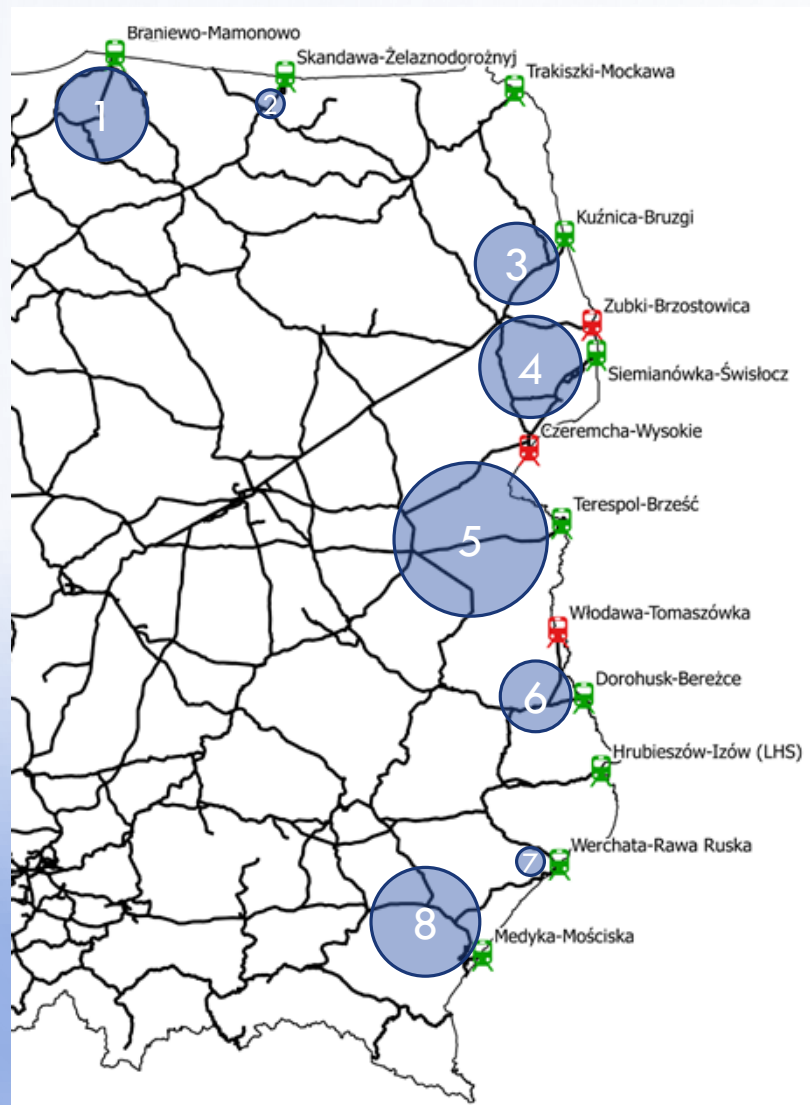 Braniewo-Mamonowo
Skandawa-Żelaznodorożnyj
Trakiszki-Mockawa
1
2
Kuźnica-Bruzgi
3
Zubki-Brzostowica
4
Siemianówka-Świsłocz
Czeremcha-Wysokie
Terespol-Brześć
5
Włodawa-Tomaszówka
Dorohusk-Bereżce
6
Hrubieszów-Izów (LHS)
Werchata-Rawa Ruska
7
8
Medyka-Mościska